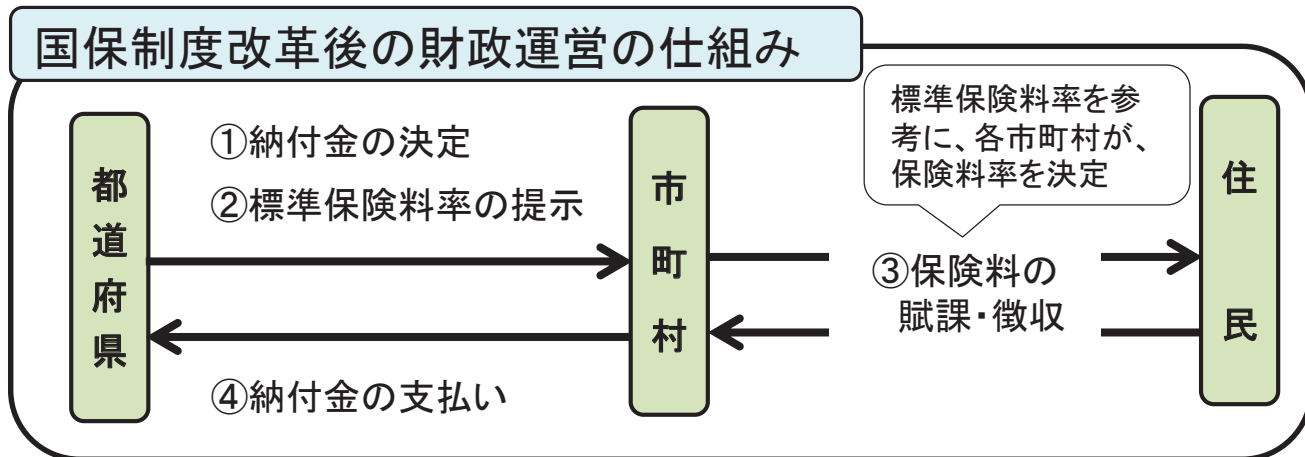 国保制度改革後の財政運営の仕組み
都道府県
①納付金の決定
②標準保険料率の提示
④納付金の支払い
市町村
標準保険料率を参
考に、各市町村が、
保険料率を決定
③保険料の
賦課・徴収
住民